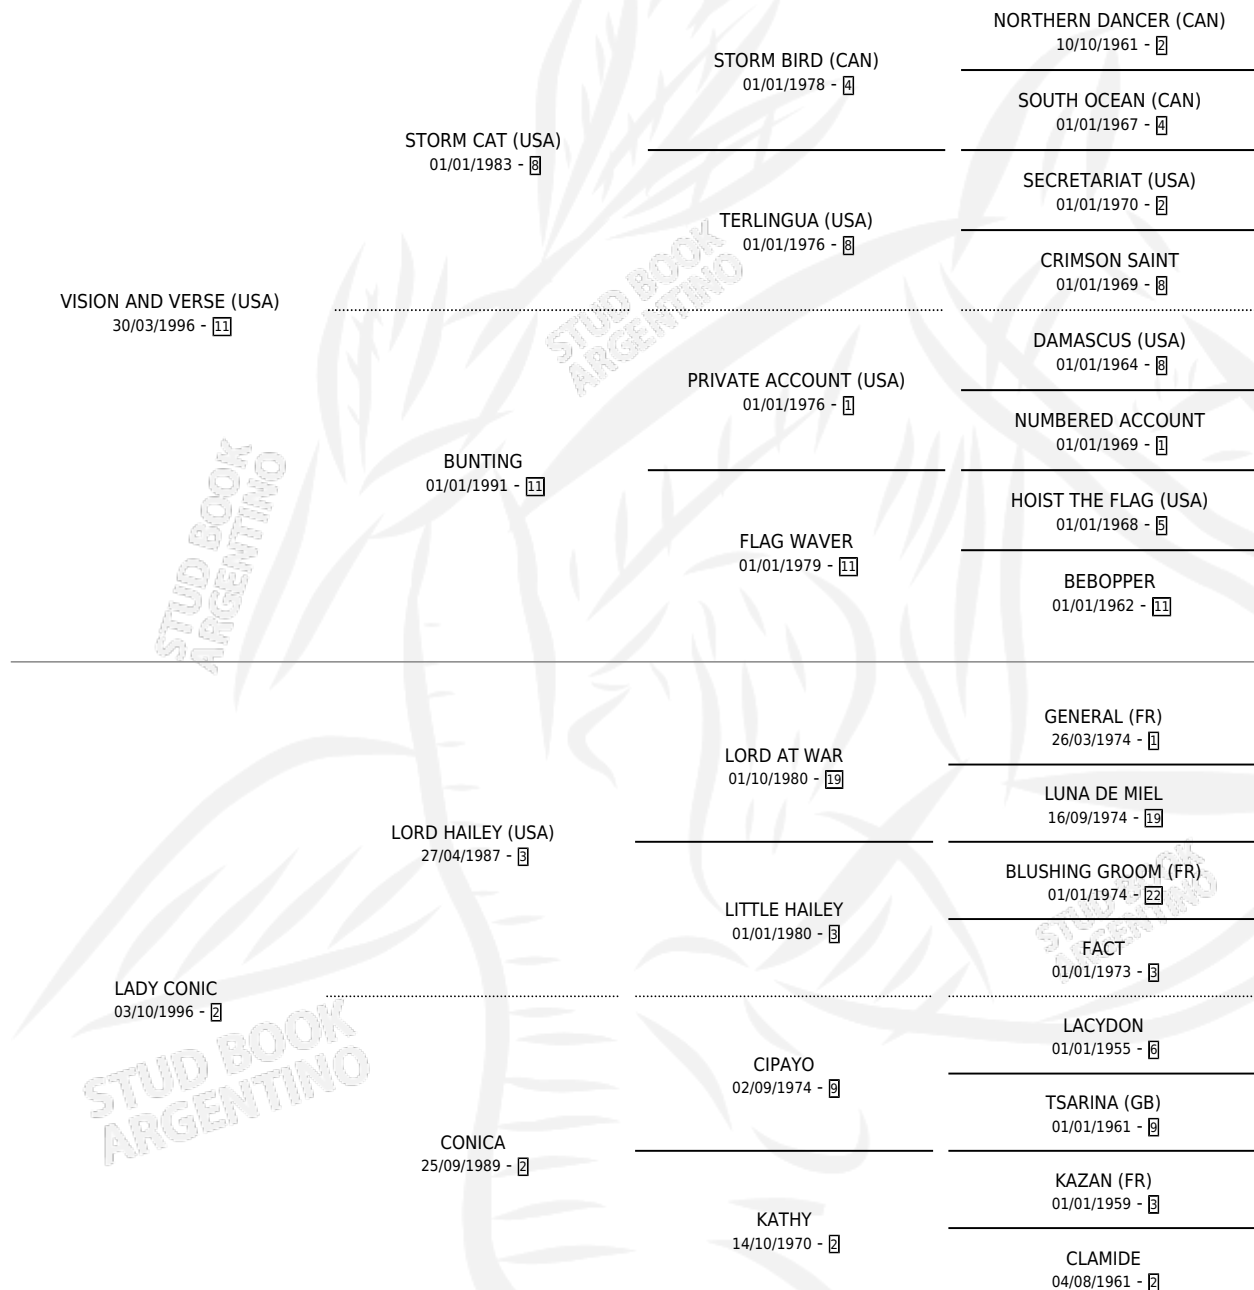 NORTHERN DANCER (CAN)
10/10/1961 - 2
STORM BIRD (CAN)
01/01/1978 - 4
SOUTH OCEAN (CAN)
01/01/1967 - 4
STORM CAT (USA)
01/01/1983 - 8
SECRETARIAT (USA)
01/01/1970 - 2
TERLINGUA (USA)
01/01/1976 - 8
CRIMSON SAINT
01/01/1969 - 8
VISION AND VERSE (USA)
30/03/1996 - 11
STUD BOOK
ARGENTINO
DAMASCUS (USA)
01/01/1964 - 8
PRIVATE ACCOUNT (USA)
01/01/1976 - 1
NUMBERED ACCOUNT
01/01/1969 - 1
BUNTING
01/01/1991 - 11
HOIST THE FLAG (USA)
01/01/1968 - 5
FLAG WAVER
01/01/1979 - 11
BEBOPPER
01/01/1962 - 11
STUD BOOK
ARGENTINO
GENERAL (FR)
26/03/1974 - 1
LORD AT WAR
01/10/1980 - 19
LUNA DE MIEL
16/09/1974 - 19
LORD HAILEY (USA)
27/04/1987 - 3
BLUSHING GROOM (FR)
01/01/1974 - 22
LITTLE HAILEY
01/01/1980 - 3
STUD BOOK
ARGENTINO
FACT
01/01/1973 - 3
LADY CONIC
03/10/1996 - 2
STUD BOOK
ARGENTINO
LACYDON
01/01/1955 - 6
CIPAYO
02/09/1974 - 9
TSARINA (GB)
01/01/1961 - 9
CONICA
25/09/1989 - 2
KAZAN (FR)
01/01/1959 - 3
KATHY
14/10/1970 - 2
CLAMIDE
04/08/1961 - 2